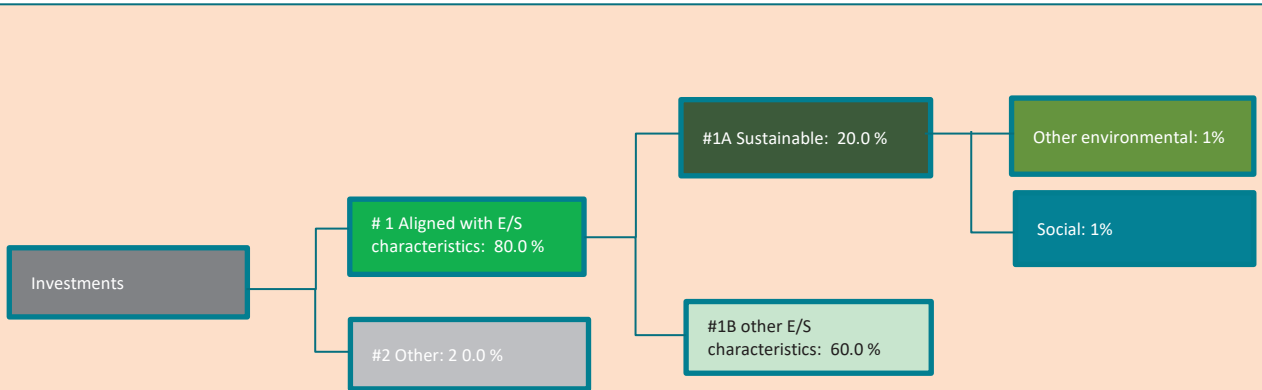 #1A Sustainable: 20.0 %
Other environmental: 1%
# 1 Aligned with E/S
characteristics: 80.0 %
Social: 1%
Investments
#1B other E/S
characteristics: 60.0 %
#2 Other: 2 0.0 %